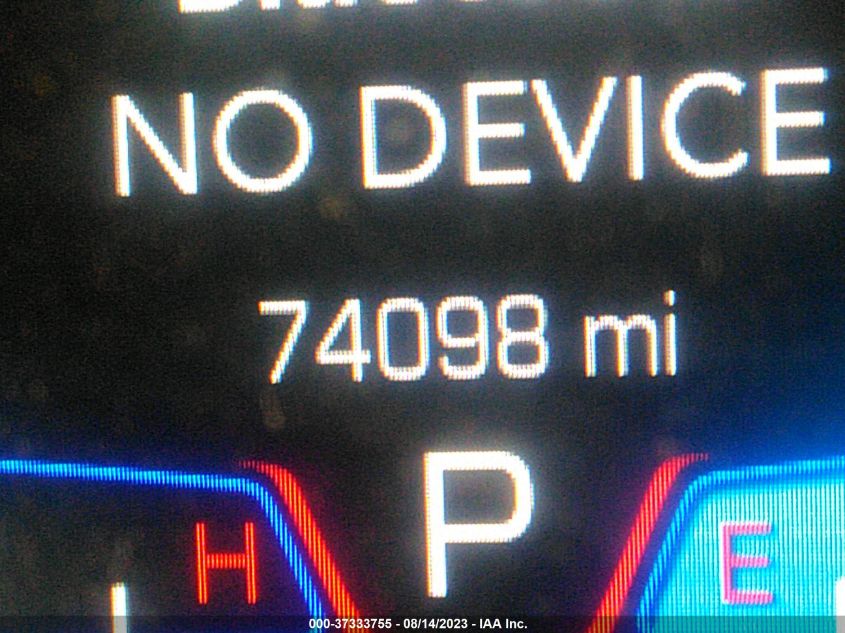 NO DEVICE
74098 mi
P
H
E
000-37333755 - 08/14/2023 - IAA Inc.